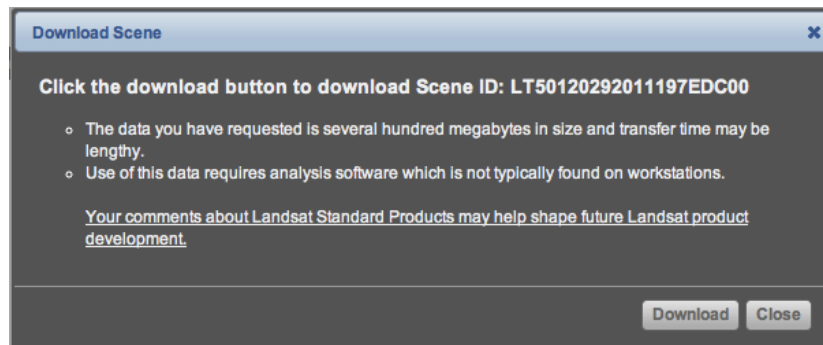 Download Scene
Click the download button to download Scene ID: LT50120292011197EDC00
The data you have requested is several hundred megabytes in size and transfer time may be
lengthy.
Use of this data requires analysis software which is not typically found on workstations.
Your comments about Landsat Standard Products may help shape future Landsat product
development.
Download Close